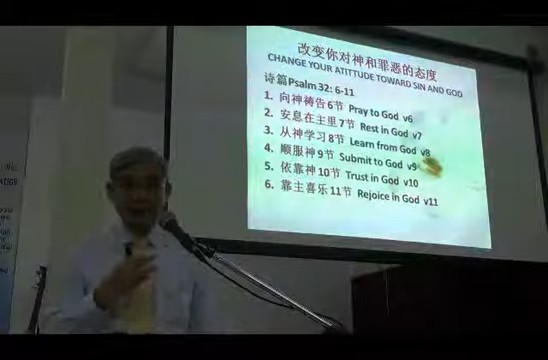 改变你对神和罪恶的态度
CHANGE YOUR ATITTUDE TOWARD SIN AND GOD
诗篇Psalm 32: 6-11
1. 向神祷告6节 Pray to God v6
2. 安息在主里7节 Rest in God v7
3. 从神学习8节 Learn from God v8
4. 顺服神9节 Submit to God v9
5. 依靠神10节 Trust in God v10
6. 靠主喜乐11节 Rejoice in God v11